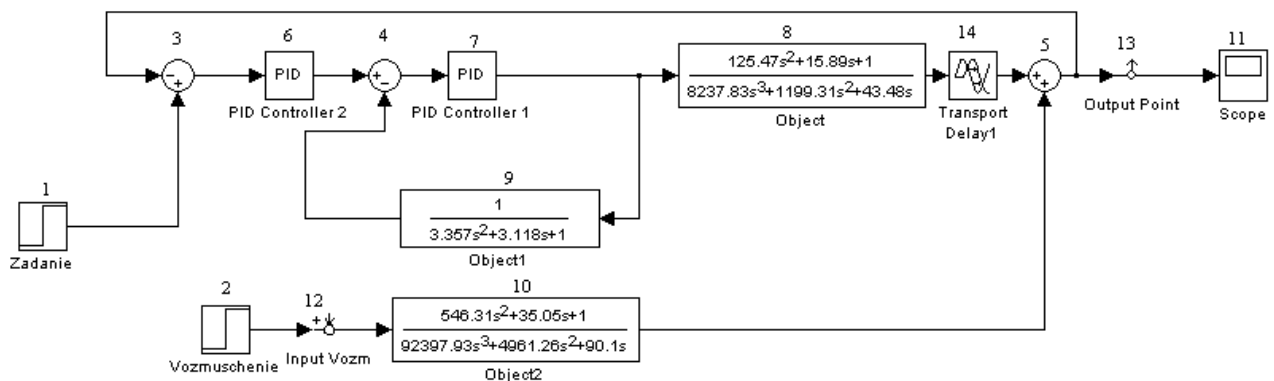 3
6
4
7
8
14
5
13
11
PID
PID
125.47s²+15.89s+1
8237.83s³+1199.31s²+43.48s
PID Controller 2
PID Controller 1
Object
Transport
Delay1
Output Point
Scope
1
Zadanie
9
1
3.357s²+3.118s+1
Object1
2
12
10
546.31s²+35.05s+1
92397.93s³+4961.26s²+90.1s
Vozmuschenie
Input Vozm
Object2